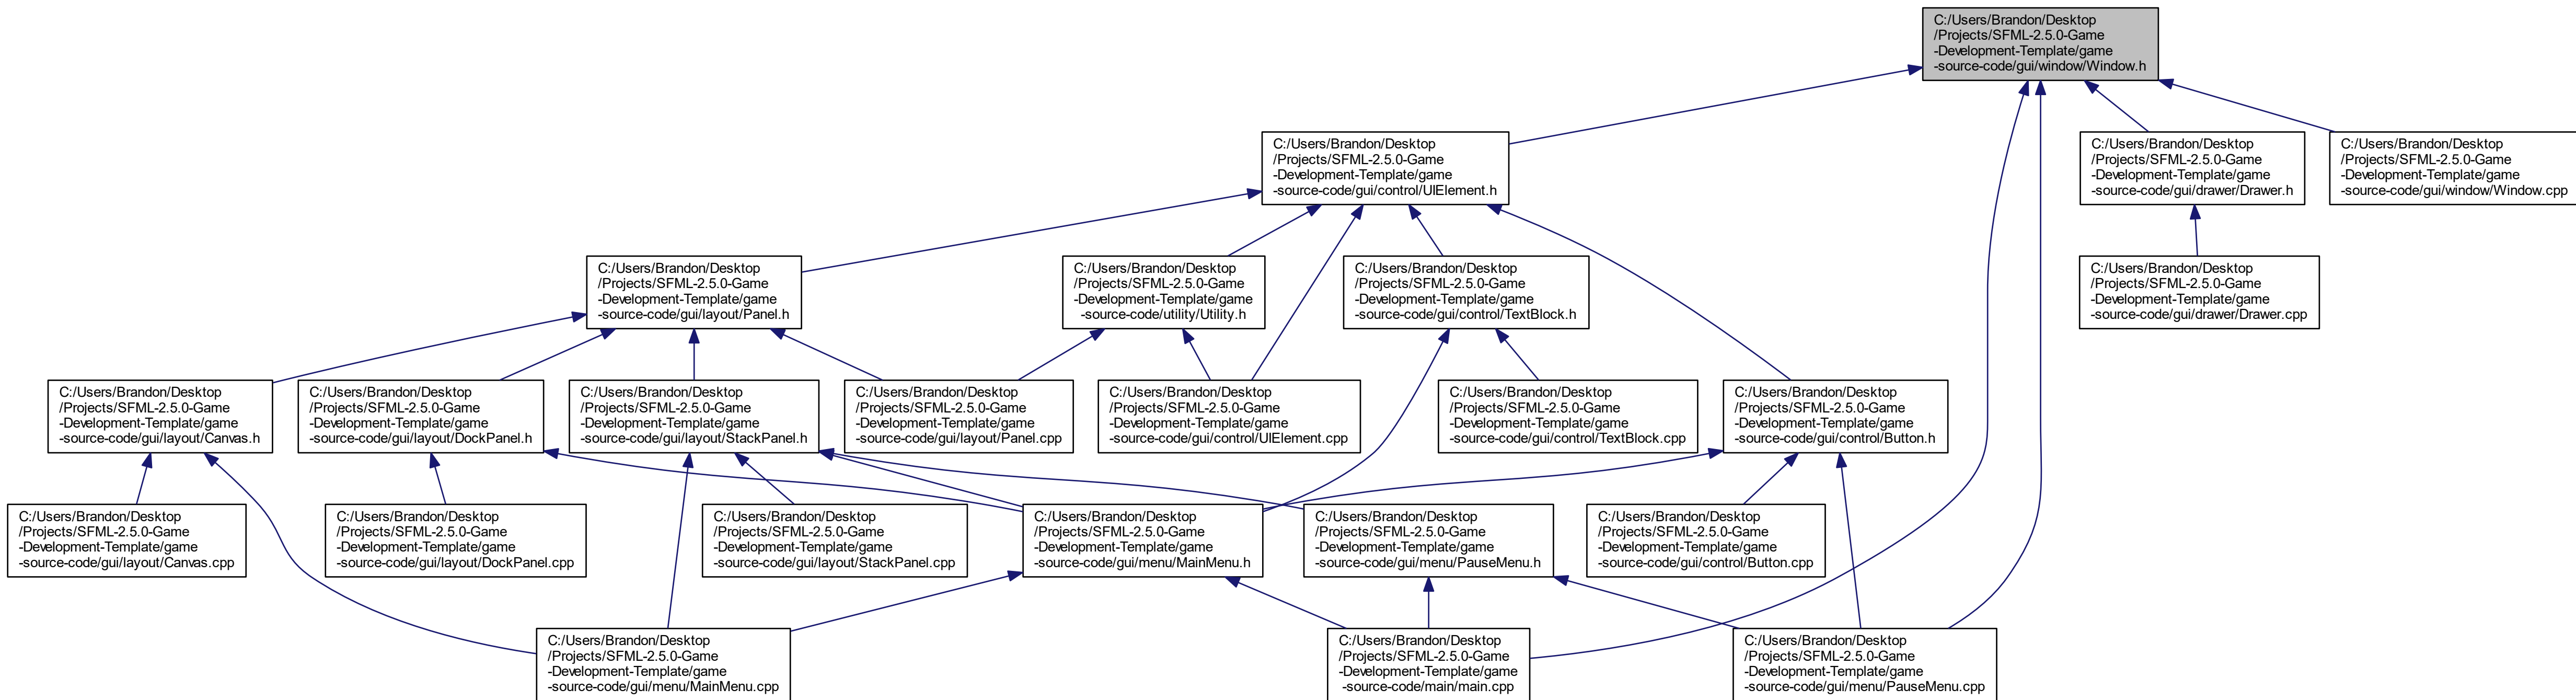 C:/Users/Brandon/Desktop
/Projects/SFML-2.5.0-Game
-Development-Template/game
-source-code/gui/window/Window.h
C:/Users/Brandon/Desktop
/Projects/SFML-2.5.0-Game
-Development-Template/game
-source-code/gui/control/UIElement.h
C:/Users/Brandon/Desktop
/Projects/SFML-2.5.0-Game
-Development-Template/game
-source-code/gui/drawer/Drawer.h
C:/Users/Brandon/Desktop
/Projects/SFML-2.5.0-Game
-Development-Template/game
-source-code/gui/window/Window.cpp
C:/Users/Brandon/Desktop
/Projects/SFML-2.5.0-Game
-Development-Template/game
-source-code/gui/layout/Panel.h
C:/Users/Brandon/Desktop
/Projects/SFML-2.5.0-Game
-Development-Template/game
-source-code/utility/Utility.h
C:/Users/Brandon/Desktop
/Projects/SFML-2.5.0-Game
-Development-Template/game
-source-code/gui/control/TextBlock.h
C:/Users/Brandon/Desktop
/Projects/SFML-2.5.0-Game
-Development-Template/game
-source-code/gui/drawer/Drawer.cpp
C:/Users/Brandon/Desktop
/Projects/SFML-2.5.0-Game
-Development-Template/game
-source-code/gui/layout/Canvas.h
C:/Users/Brandon/Desktop
/Projects/SFML-2.5.0-Game
-Development-Template/game
-source-code/gui/layout/DockPanel.h
C:/Users/Brandon/Desktop
/Projects/SFML-2.5.0-Game
-Development-Template/game
-source-code/gui/layout/StackPanel.h
C:/Users/Brandon/Desktop
/Projects/SFML-2.5.0-Game
-Development-Template/game
-source-code/gui/layout/Panel.cpp
C:/Users/Brandon/Desktop
/Projects/SFML-2.5.0-Game
-Development-Template/game
-source-code/gui/control/UIElement.cpp
C:/Users/Brandon/Desktop
/Projects/SFML-2.5.0-Game
-Development-Template/game
-source-code/gui/control/TextBlock.cpp
C:/Users/Brandon/Desktop
/Projects/SFML-2.5.0-Game
-Development-Template/game
-source-code/gui/control/Button.h
C:/Users/Brandon/Desktop
/Projects/SFML-2.5.0-Game
-Development-Template/game
-source-code/gui/layout/Canvas.cpp
C:/Users/Brandon/Desktop
/Projects/SFML-2.5.0-Game
-Development-Template/game
-source-code/gui/layout/DockPanel.cpp
C:/Users/Brandon/Desktop
/Projects/SFML-2.5.0-Game
-Development-Template/game
-source-code/gui/layout/StackPanel.cpp
C:/Users/Brandon/Desktop
/Projects/SFML-2.5.0-Game
-Development-Template/game
-source-code/gui/menu/MainMenu.h
C:/Users/Brandon/Desktop
/Projects/SFML-2.5.0-Game
-Development-Template/game
-source-code/gui/menu/PauseMenu.h
C:/Users/Brandon/Desktop
/Projects/SFML-2.5.0-Game
-Development-Template/game
-source-code/gui/control/Button.cpp
C:/Users/Brandon/Desktop
/Projects/SFML-2.5.0-Game
-Development-Template/game
-source-code/gui/menu/MainMenu.cpp
C:/Users/Brandon/Desktop
/Projects/SFML-2.5.0-Game
-Development-Template/game
-source-code/main/main.cpp
C:/Users/Brandon/Desktop
/Projects/SFML-2.5.0-Game
-Development-Template/game
-source-code/gui/menu/PauseMenu.cpp